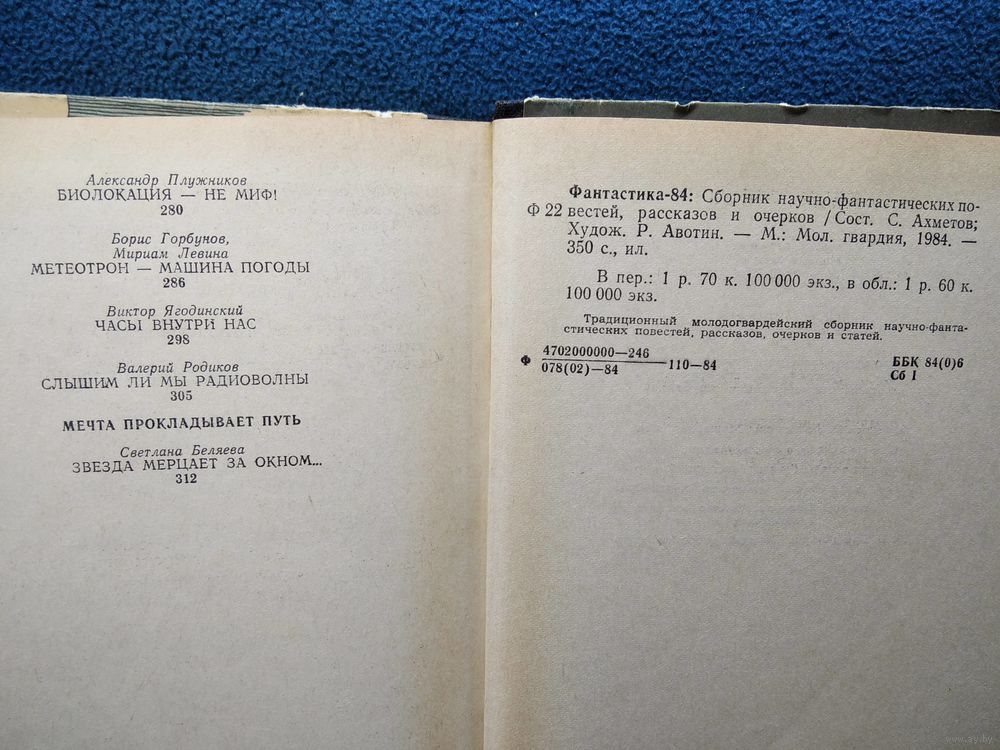 Александр Плужников
БИОЛОКАЦИЯ — НЕ МИФ!
280
Борис Горбунов,
Мириам Левина
МЕТЕОТРОН — МАШИНА ПОГОДЫ
286
Виктор Ягодинский
ЧАСЫ ВНУТРИ НАС
298
Валерий Родиков
СЛЫШИМ ЛИ МЫ РАДИОВОЛНЫ
305
МЕЧТА ПРОКЛАДЫВАЕТ ПУТЬ
Светлана Беляева
ЗВЕЗДА МЕРЦАЕТ ЗА ОКНОМ...
312
Фантастика-84: Сборник научно-фантастических по-
Ф 22 вестей, рассказов и очерков / Сост. С. Ахметов;
Худож. Р. Авотин. — М.: Мол. гвардия, 1984. —
350 с., ил.
В пер.: 1 р. 70 к. 100 000 экз., в обл.: 1 р. 60 к.
100 000 экз.
Традиционный молодогвардейский сборник научно-фанта-
стических повестей, рассказов, очерков и статей.
Ф 4702000000—246
078(02)—84 —110—84
ББК 84(0)6
Сб 1
www.ay.by